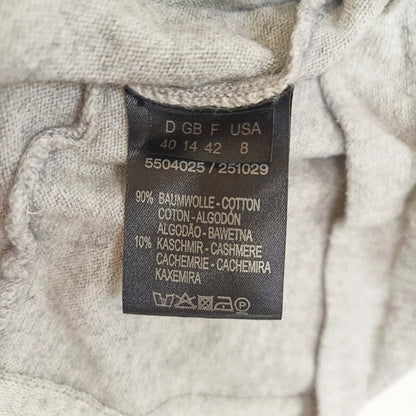 D GB F USA
40 14 42 8
5504025 / 251029
90% BAUMWOLLE - COTTON
COTON - ALGODÓN
ALGODÃO - BAWETNA
10% KASCHMIR - CASHMERE
CACHEMRIE - CACHEMIRA
KAXEMIRA
P